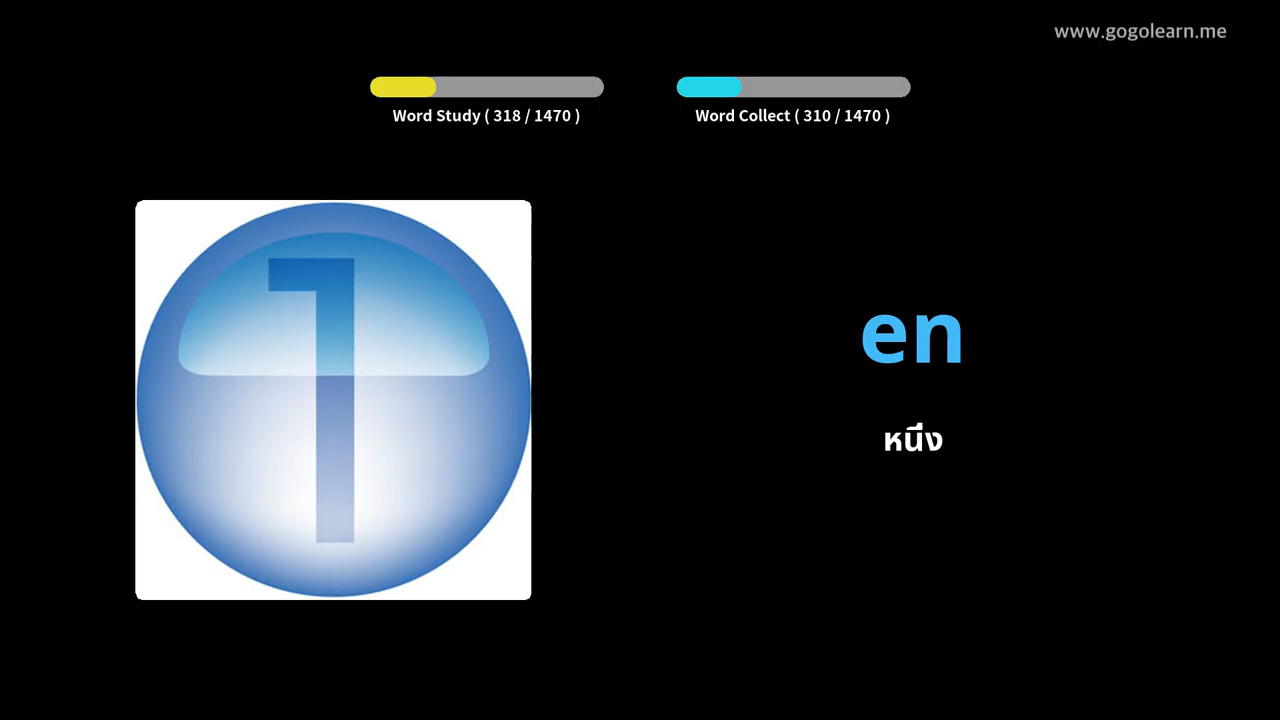 www.gogolearn.me
Word Study ( 318 / 1470 )
Word Collect ( 310 / 1470 )
1
en
หนึ่ง